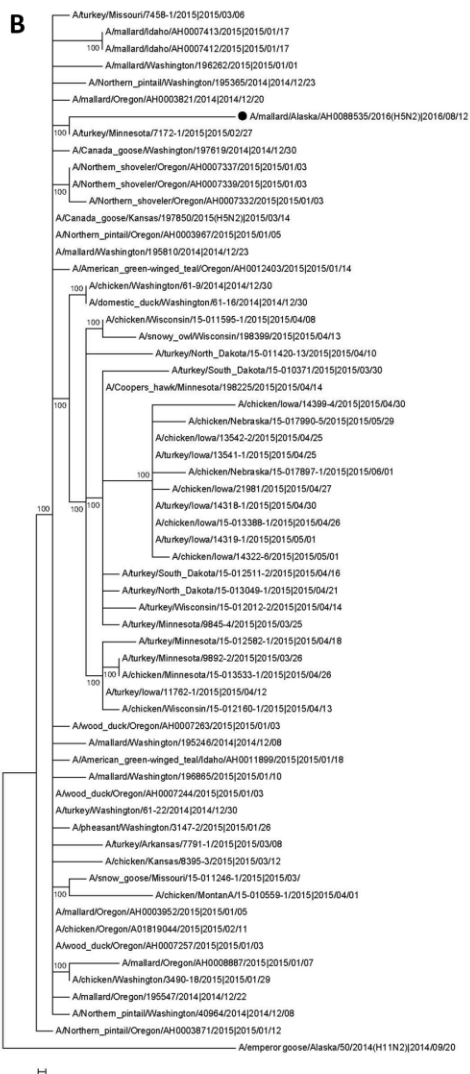 B
A/turkey/Missouri/7458-1/2015|2015/03/06
A/mallard/Idaho/AH0007413/2015|2015/01/17
100
A/mallard/Idaho/AH0007412/2015|2015/01/17
A/mallard/Washington/196262/2015|2015/01/01
A/Northern_pintail/Washington/195365/2014|2014/12/23
A/mallard/Oregon/AH0003821/2014|2014/12/20
A/mallard/Alaska/AH0088535/2016(H5N2)|2016/08/12
100
A/turkey/Minnesota/7172-1/2015|2015/02/27
A/Canada_goose/Washington/197619/2014|2014/12/30
A/Northern_shoveler/Oregon/AH0007337/2015|2015/01/03
A/Northern_shoveler/Oregon/AH0007339/2015|2015/01/03
100
A/Northern_shoveler/Oregon/AH0007332/2015|2015/01/03
A/Canada_goose/Kansas/197850/2015(H5N2)|2015/03/14
A/Northern_pintail/Oregon/AH0003967/2015|2015/01/05
A/mallard/Washington/195810/2014|2014/12/23
A/American_green-winged_teal/Oregon/AH0012403/2015|2015/01/14
A/chicken/Washington/61-9/2014|2014/12/30
100
A/domestic_duck/Washington/61-16/2014|2014/12/30
A/chicken/Wisconsin/15-011595-1/2015|2015/04/08
100
A/snowy_owl/Wisconsin/198399/2015|2015/04/13
A/turkey/North_Dakota/15-011420-13/2015|2015/04/10
A/turkey/South_Dakota/15-010371/2015|2015/03/30
A/Coopers_hawk/Minnesota/198225/2015|2015/04/14
100
A/chicken/Iowa/14399-4/2015|2015/04/30
A/chicken/Nebraska/15-017990-5/2015|2015/05/29
A/chicken/Iowa/13542-2/2015|2015/04/25
A/turkey/Iowa/13541-1/2015|2015/04/25
100
A/chicken/Nebraska/15-017897-1/2015|2015/06/01
A/chicken/Iowa/21981/2015|2015/04/27
A/turkey/Iowa/14318-1/2015|2015/04/30
100
100 100
A/chicken/Iowa/15-013388-1/2015|2015/04/26
A/turkey/Iowa/14319-1/2015|2015/05/01
A/chicken/Iowa/14322-6/2015|2015/05/01
A/turkey/South_Dakota/15-012511-2/2015|2015/04/16
A/turkey/North_Dakota/15-013049-1/2015|2015/04/21
A/turkey/Wisconsin/15-012012-2/2015|2015/04/14
A/turkey/Minnesota/9845-4/2015|2015/03/25
A/turkey/Minnesota/15-012582-1/2015|2015/04/18
A/turkey/Minnesota/9892-2/2015|2015/03/26
100
A/chicken/Minnesota/15-013533-1/2015|2015/04/26
100
A/turkey/Iowa/11762-1/2015|2015/04/12
A/chicken/Wisconsin/15-012160-1/2015|2015/04/13
A/wood_duck/Oregon/AH0007263/2015|2015/01/03
A/mallard/Washington/195246/2014|2014/12/08
A/American_green-winged_teal/Idaho/AH0011899/2015|2015/01/18
A/mallard/Washington/196865/2015|2015/01/10
A/wood_duck/Oregon/AH0007244/2015|2015/01/03
A/turkey/Washington/61-22/2014|2014/12/30
A/pheasant/Washington/3147-2/2015|2015/01/26
A/turkey/Arkansas/7791-1/2015|2015/03/08
A/chicken/Kansas/8395-3/2015|2015/03/12
A/snow_goose/Missouri/15-011246-1/2015|2015/03/
100
A/chicken/MontanA/15-010559-1/2015|2015/04/01
A/mallard/Oregon/AH0003952/2015|2015/01/05
A/chicken/Oregon/A01819044/2015|2015/02/11
A/wood_duck/Oregon/AH0007257/2015|2015/01/03
A/mallard/Oregon/AH0008887/2015|2015/01/07
100
A/chicken/Washington/3490-18/2015|2015/01/29
A/mallard/Oregon/195547/2014|2014/12/22
A/Northern_pintail/Washington/40964/2014|2014/12/08
A/Northern_pintail/Oregon/AH0003871/2015|2015/01/12
A/emperor goose/Alaska/50/2014(H11N2)|2014/09/20